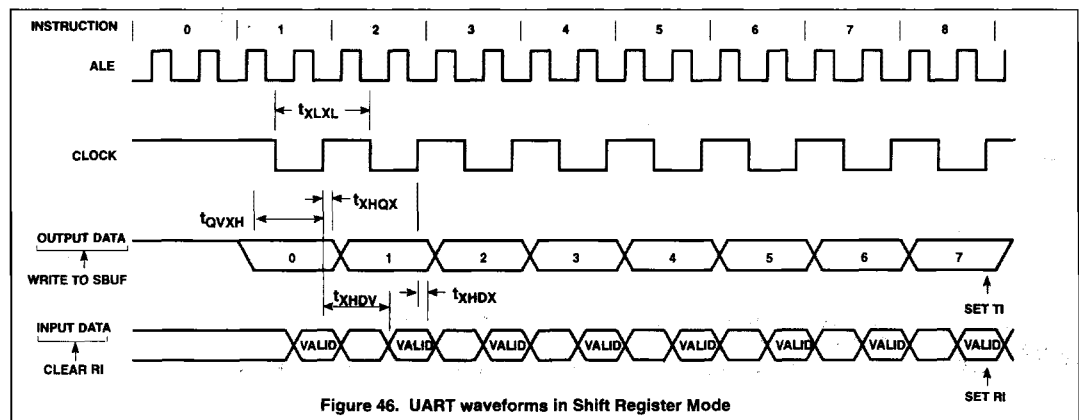 INSTRUCTION | 0 | 1 | 2 | 3 | 4 | 5 | 6 | 7 | 8 |
ALE
tXLXL
CLOCK
tXHQX
tQVXH
OUTPUT DATA
0 1 2 3 4 5 6 7
WRITE TO SBUF
tXHDV
tXHDX
SET TI
INPUT DATA
VALID VALID VALID VALID VALID VALID VALID VALID
CLEAR RI
SET RI
Figure 46. UART waveforms in Shift Register Mode